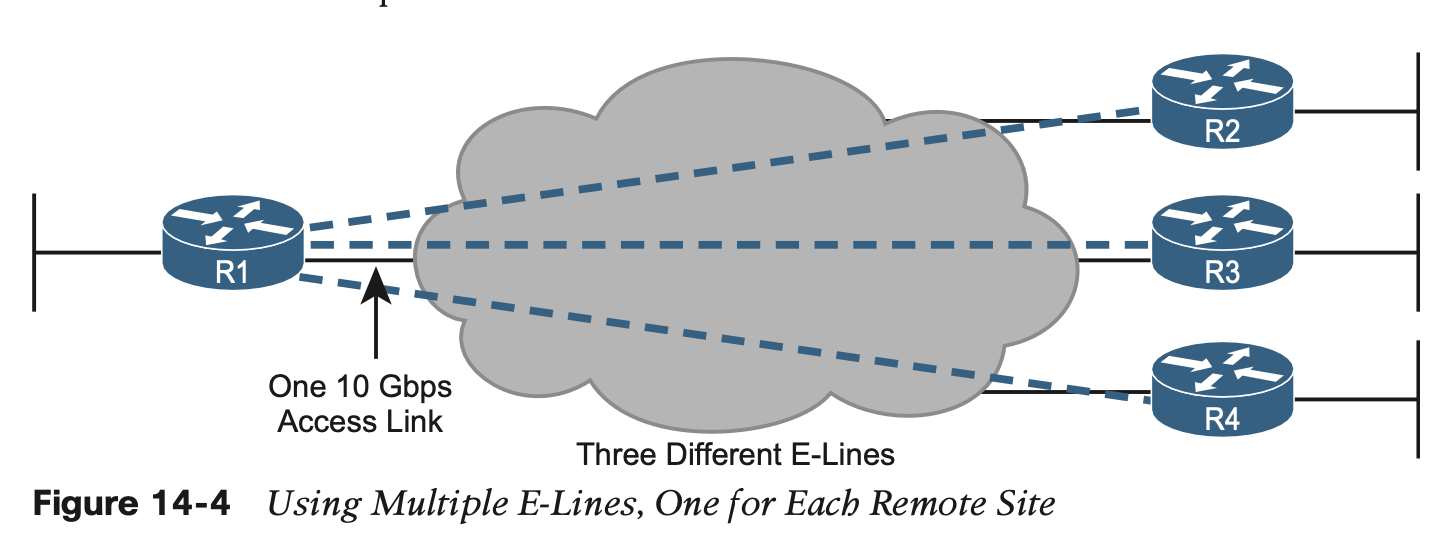 R2
R1
R3
One 10 Gbps
Access Link
R4
Three Different E-Lines
Figure 14-4 Using Multiple E-Lines, One for Each Remote Site